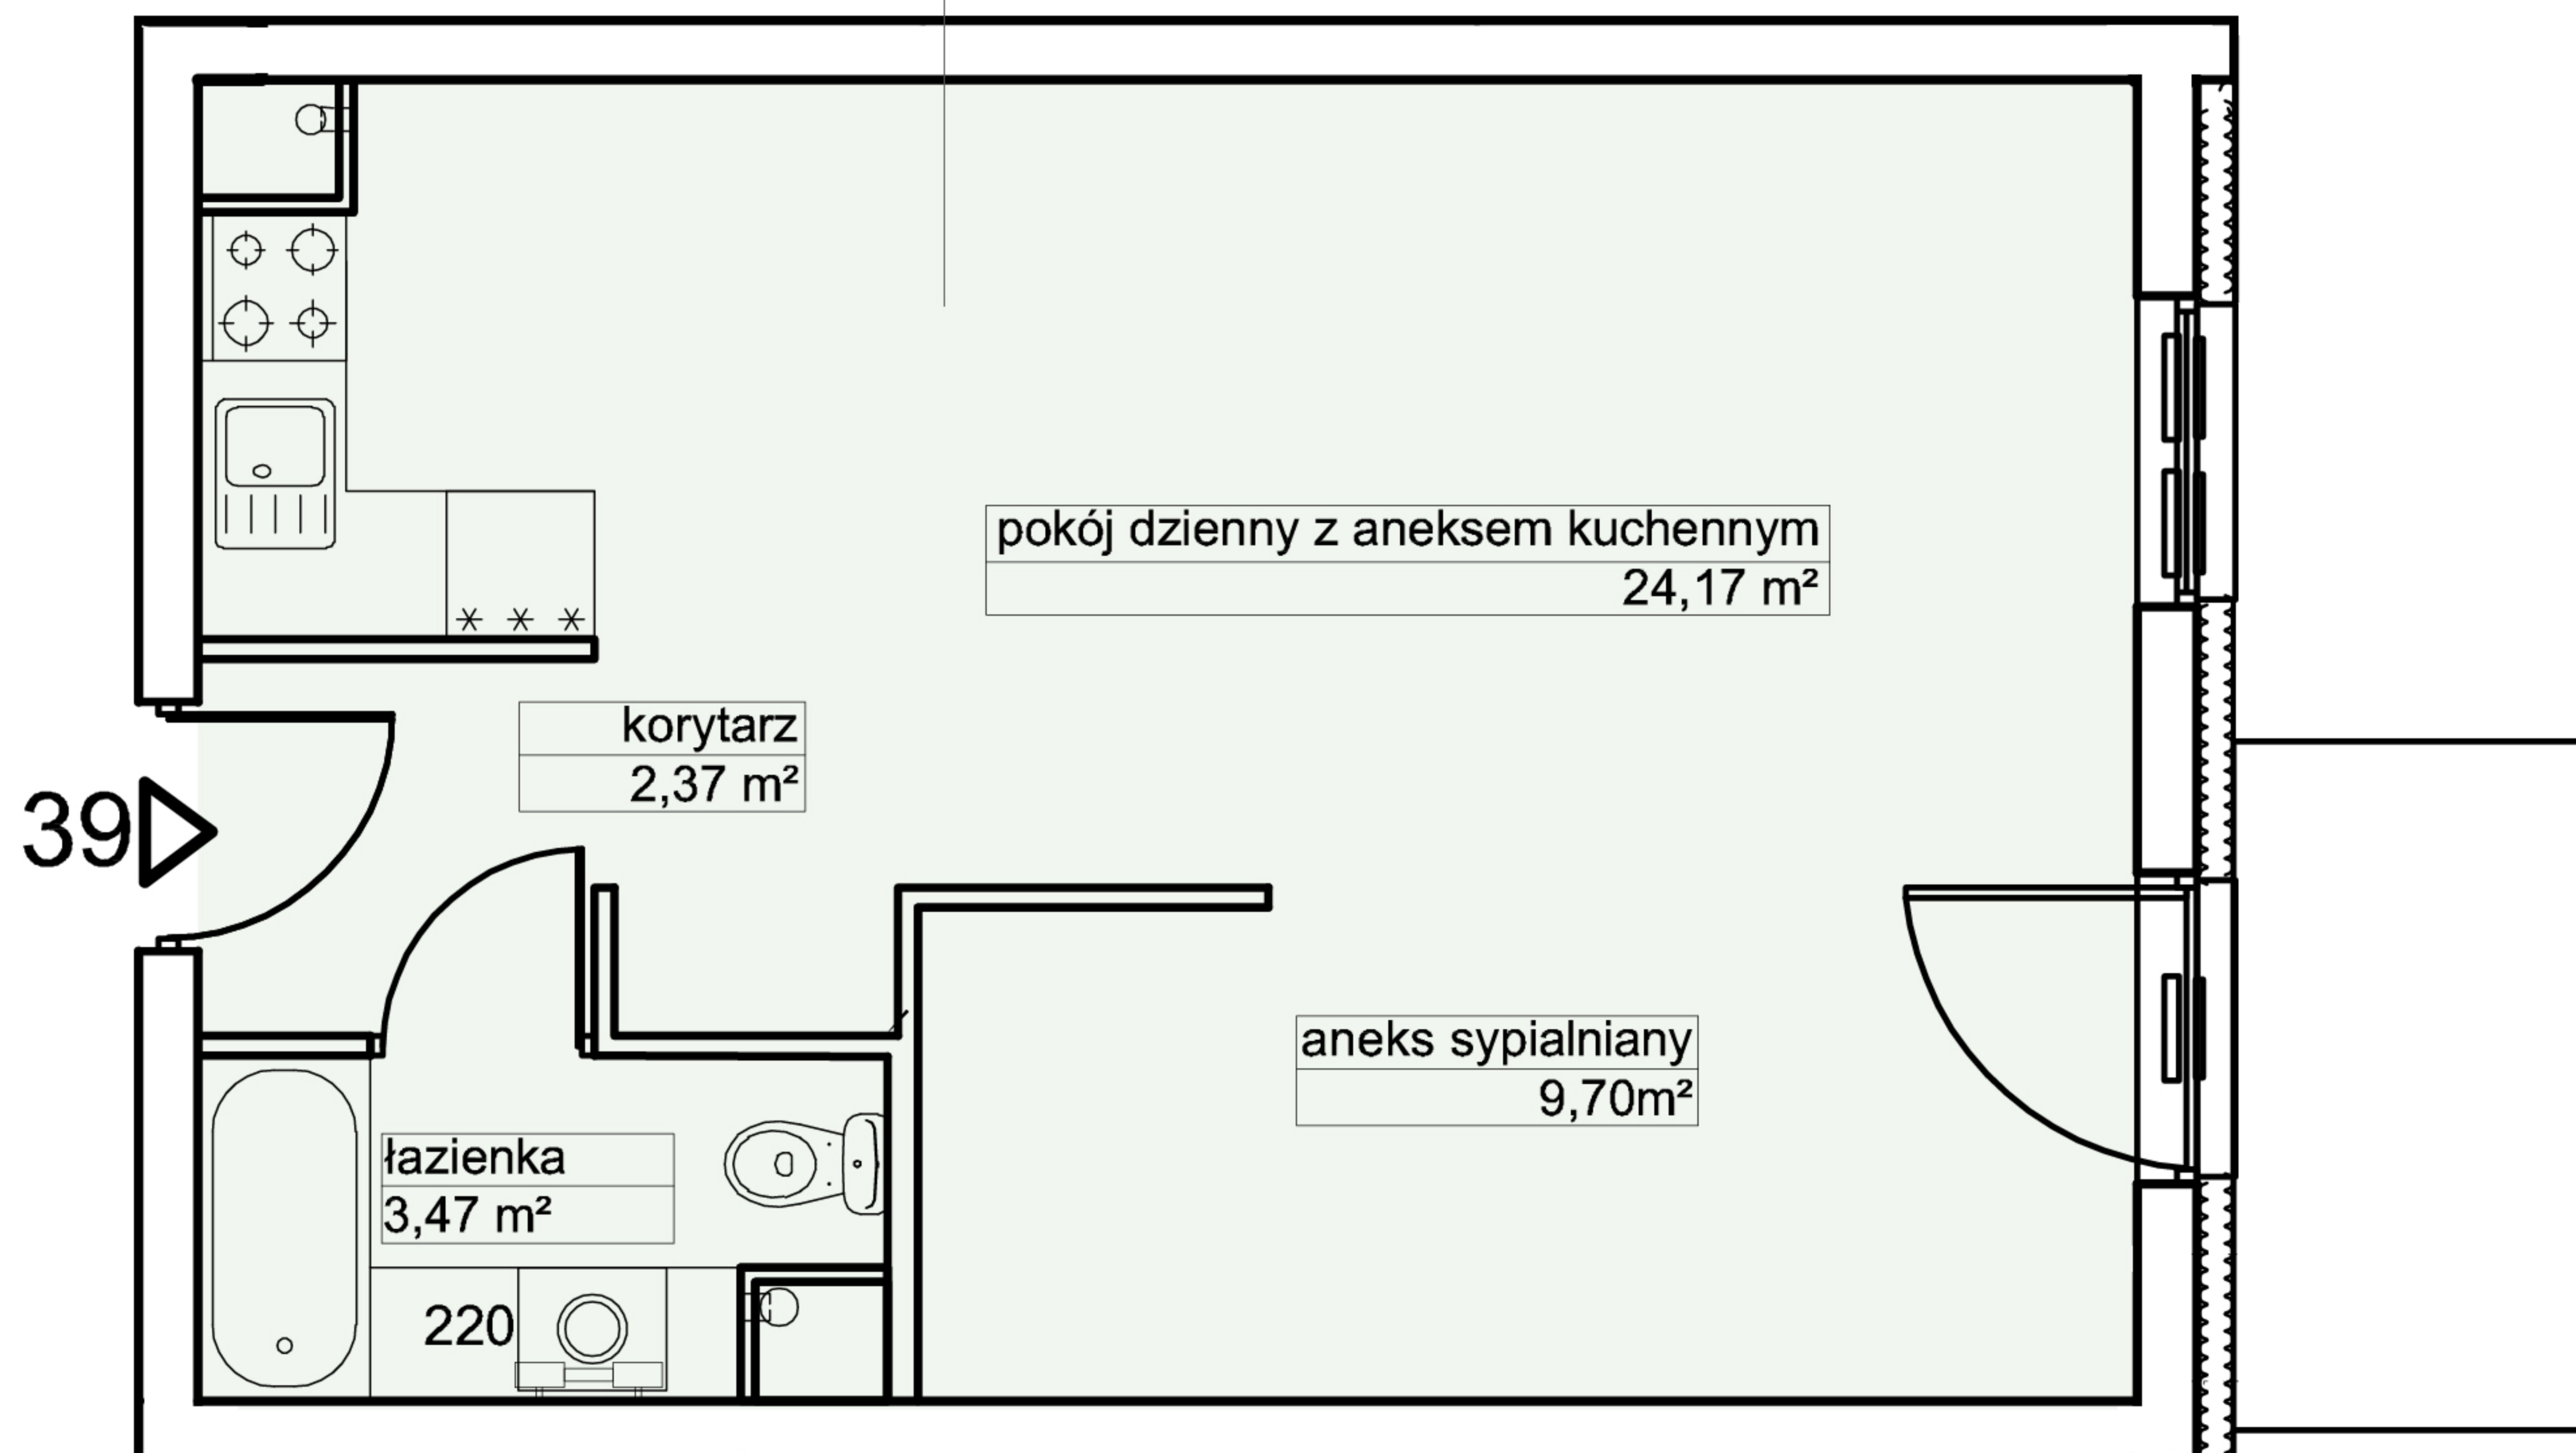 pokój dzienny z aneksem kuchennym
24,17 m²
korytarz
2,37 m²
39
aneks sypialniany
9,70m²
łazienka
3,47 m²
220